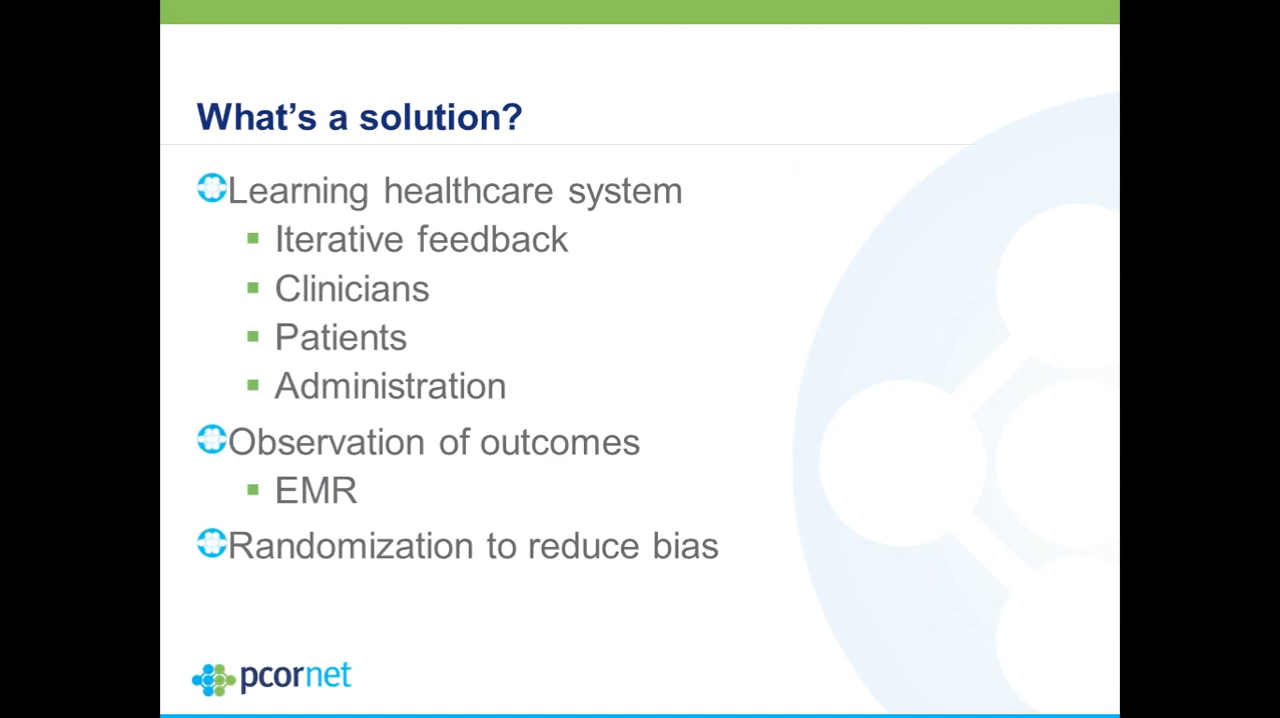 What's a solution?
Learning healthcare system
Iterative feedback
Clinicians
Patients
Administration
Observation of outcomes
EMR
Randomization to reduce bias
pcornet